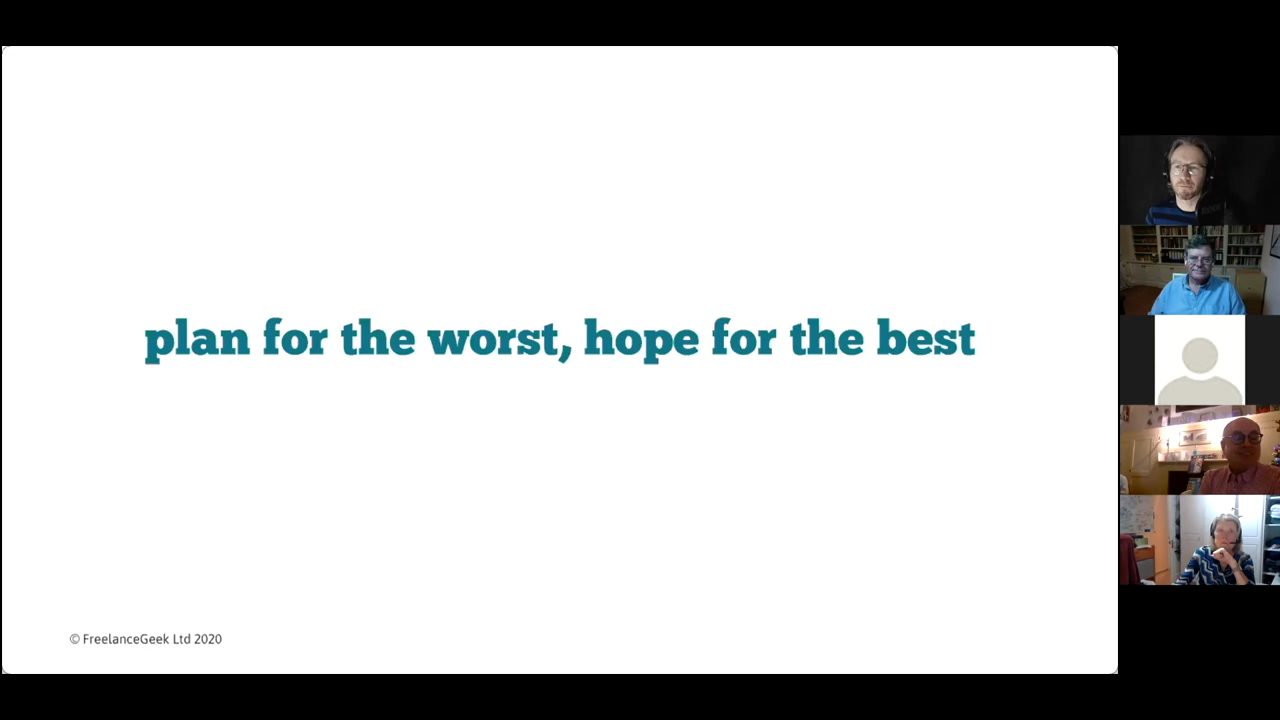 plan for the worst, hope for the best
© FreelanceGeek Ltd 2020